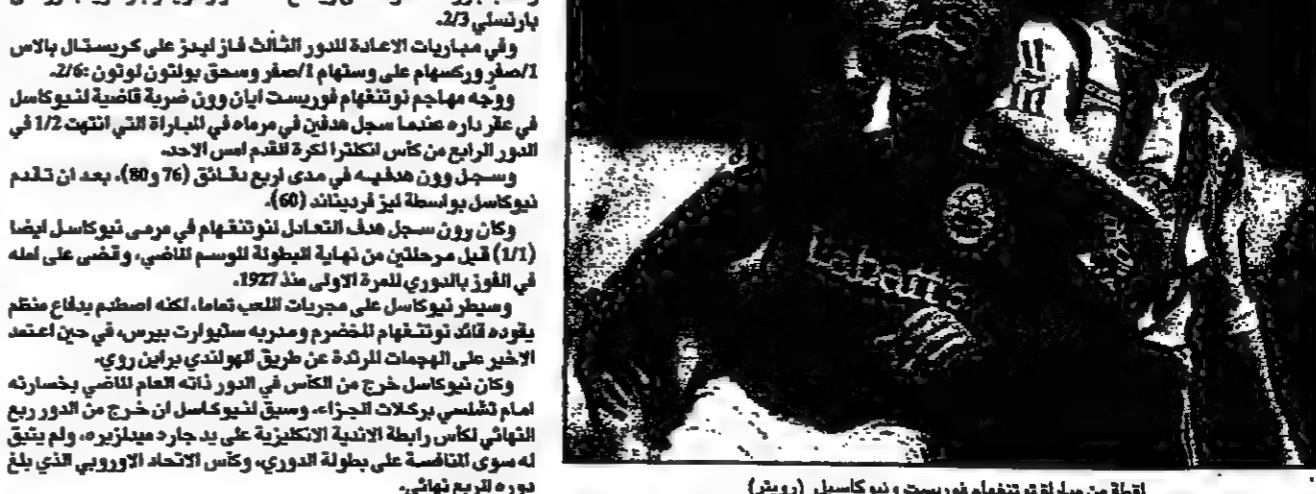 بارنسلي 2/3.
وفي مباريات الاعادة للدور الثالث فاز ليدز على كريستال بالاس
1/صفر وركسهام على وستهام 1/صفر وسحق بولتون لوتون :2/6.
ووجه مهاجم نوتنغهام فوريست ايان وون ضربة قاضية لنيوكاسل
في عقر داره عندما سجل هدفين في مرماه في المباراة التي انتهت 1/2 في
الدور الرابع من كأس انكلترا لكرة القدم امس الاحد.
وسجل وون هدفيه في مدى اربع دقائق (76 و80)، بعد ان تقدم
نيوكاسل بواسطة ليز فرديناند (60).
وكان رون سجل هدف التعادل لنوتنغهام في مرمى نيوكاسل ايضا
(1/1) قبل مرحلتين من نهاية البطولة الموسم الماضي، وقضى على امله
في الفوز بالدوري للمرة الاولى منذ 1927.
وسيطر نيوكاسل على مجريات اللعب تماما، لكنه اصطدم بدفاع منظم
يقوده قائد نوتنغهام المخضرم ومدربه ستيوارت بيرس، في حين اعتمد
الاخير على الهجمات المرتدة عن طريق الهولندي براين روي.
وكان نيوكاسل خرج من الكأس في الدور ذاته العام الماضي بخسارته
امام تشلسي بركلات الجزاء، وسبق لنيوكاسل ان خرج من الدور ربع
النهائي لكأس رابطة الاندية الانكليزية على يد جاره ميدلزبره، ولم يتبق
له سوى المنافسة على بطولة الدوري، وكأس الاتحاد الاوروبي الذي بلغ
دوره الربع نهائي.
Labatt's
لقطة من مباراة نوتنغهام فوريست ونيوكاسل (رويتر)